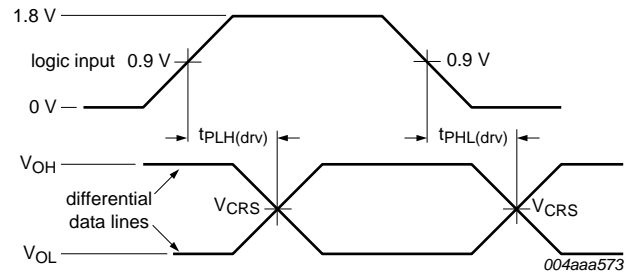 1.8 V
logic input 0.9 V
0.9 V
0 V
tPLH(drv)
tPHL(drv)
VOH
differential
data lines
VCRS
VCRS
VOL
004aaa573